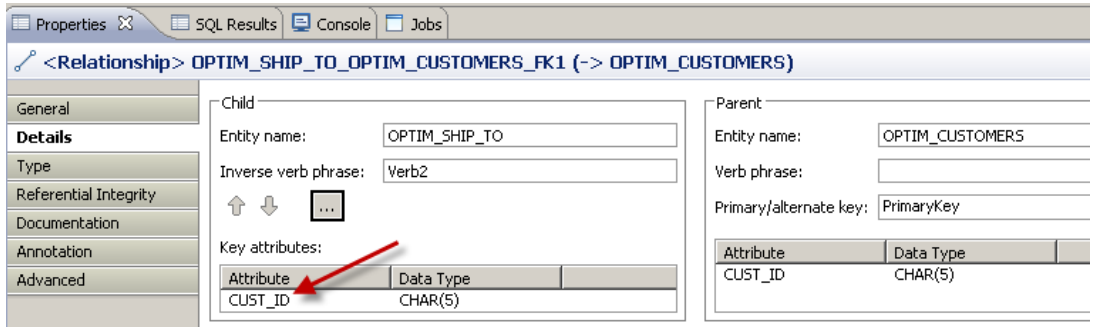 Properties SQL Results Console Jobs
<Relationship> OPTIM_SHIP_TO_OPTIM_CUSTOMERS_FK1 (-> OPTIM_CUSTOMERS)
General
Details
Type
Referential Integrity
Documentation
Annotation
Advanced
Child
Entity name: OPTIM_SHIP_TO
Inverse verb phrase: Verb2
...
Key attributes:
Attribute Data Type
CUST_ID CHAR(5)
Parent
Entity name: OPTIM_CUSTOMERS
Verb phrase:
Primary/alternate key: PrimaryKey
Attribute Data Type
CUST_ID CHAR(5)